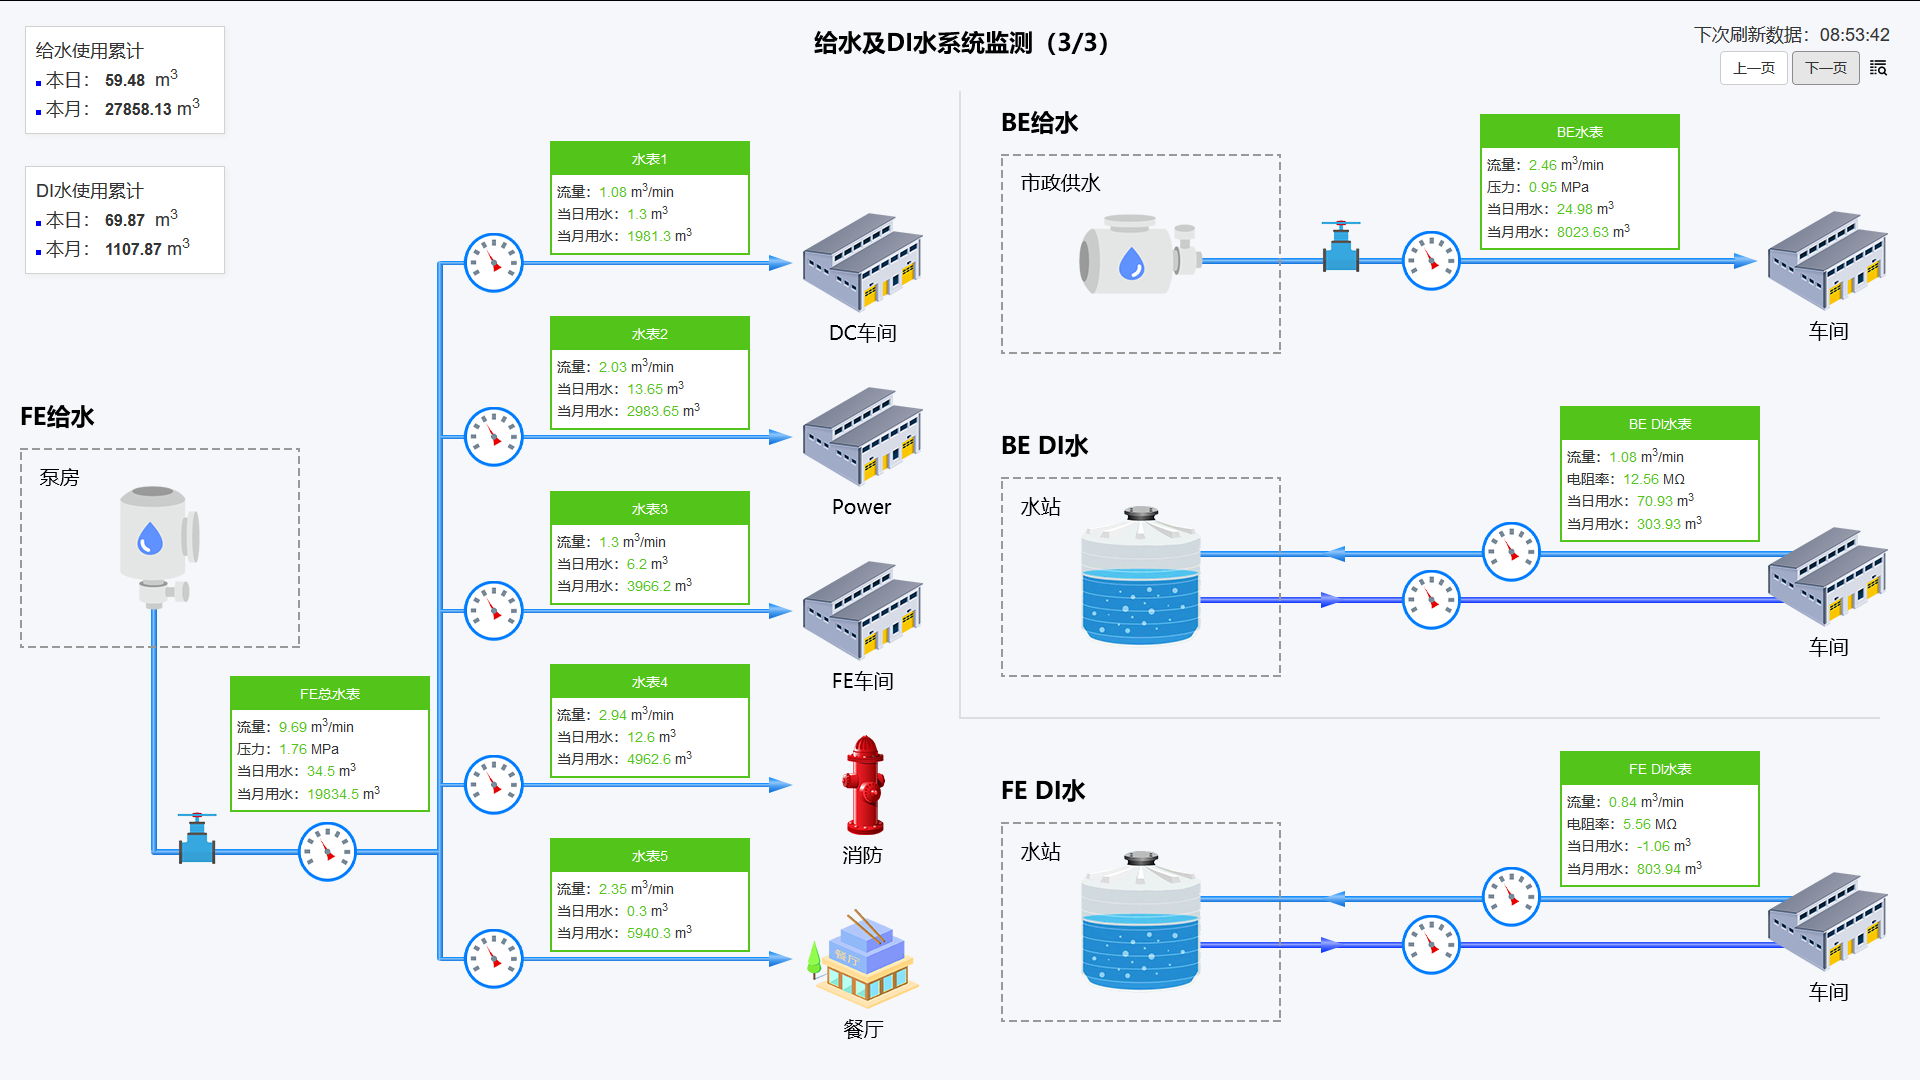 给水及DI水系统监测（3/3）
下次刷新数据：08:53:42
上一页
下一页
给水使用累计
本日： 59.48 m³
本月： 27858.13 m³
DI水使用累计
本日： 69.87 m³
本月： 1107.87 m³
FE给水
泵房
FE总水表
流量：9.69 m³/min
压力：1.76 MPa
当日用水：34.5 m³
当月用水：19834.5 m³
水表1
流量：1.08 m³/min
当日用水：1.3 m³
当月用水：1981.3 m³
DC车间
水表2
流量：2.03 m³/min
当日用水：13.65 m³
当月用水：2983.65 m³
Power
水表3
流量：1.3 m³/min
当日用水：6.2 m³
当月用水：3966.2 m³
FE车间
水表4
流量：2.94 m³/min
当日用水：12.6 m³
当月用水：4962.6 m³
消防
水表5
流量：2.35 m³/min
当日用水：0.3 m³
当月用水：5940.3 m³
餐厅
餐厅
BE给水
市政供水
BE水表
流量：2.46 m³/min
压力：0.95 MPa
当日用水：24.98 m³
当月用水：8023.63 m³
车间
BE DI水
水站
BE DI水表
流量：1.08 m³/min
电阻率：12.56 MΩ
当日用水：70.93 m³
当月用水：303.93 m³
车间
FE DI水
水站
FE DI水表
流量：0.84 m³/min
电阻率：5.56 MΩ
当日用水：-1.06 m³
当月用水：803.94 m³
车间